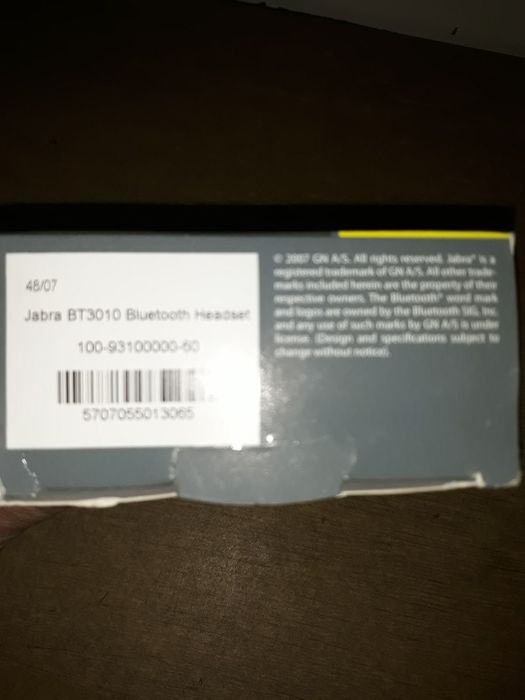 48/07
Jabra BT3010 Bluetooth Headset
100-93100000-60
5707055013065
© 2007 GN A/S. All rights reserved. Jabra® is a
registered trademark of GN A/S. All other trade-
marks included herein are the property of their
respective owners. The Bluetooth® word mark
and logos are owned by the Bluetooth SIG, Inc.
and any use of such marks by GN A/S is under
license. (Design and specifications subject to
change without notice).